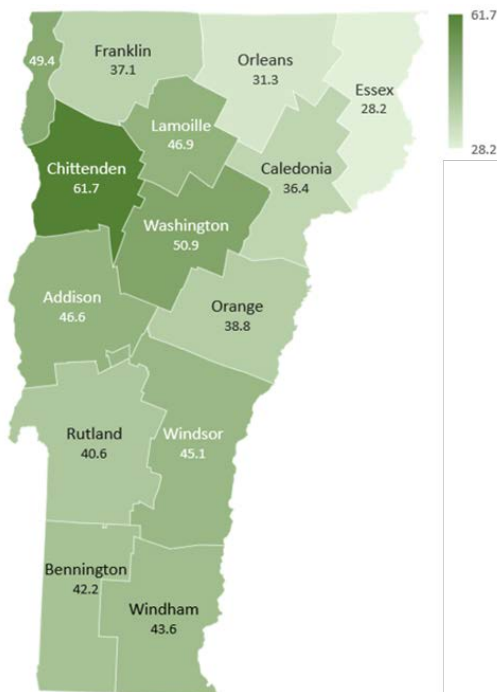 61.7
28.2
49.4
Franklin
37.1
Orleans
31.3
Essex
28.2
Lamoille
46.9
Chittenden
61.7
Caledonia
36.4
Washington
50.9
Addison
46.6
Orange
38.8
Rutland
40.6
Windsor
45.1
Bennington
42.2
Windham
43.6